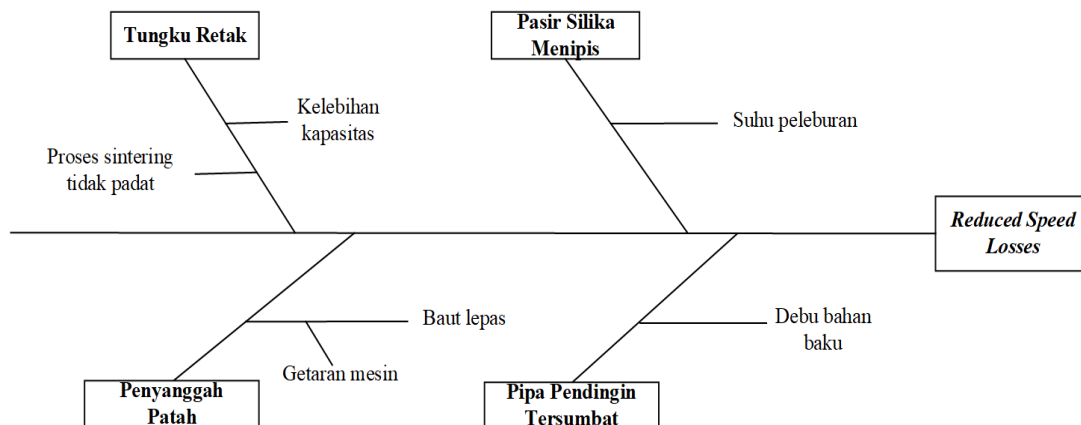 Tungku Retak
Pasir Silika
Menipis
Kelebihan
kapasitas
Suhu peleburan
Proses sintering
tidak padat
Reduced Speed
Losses
Baut lepas
Debu bahan
baku
Getaran mesin
Penyanggah
Patah
Pipa Pendingin
Tersumbat